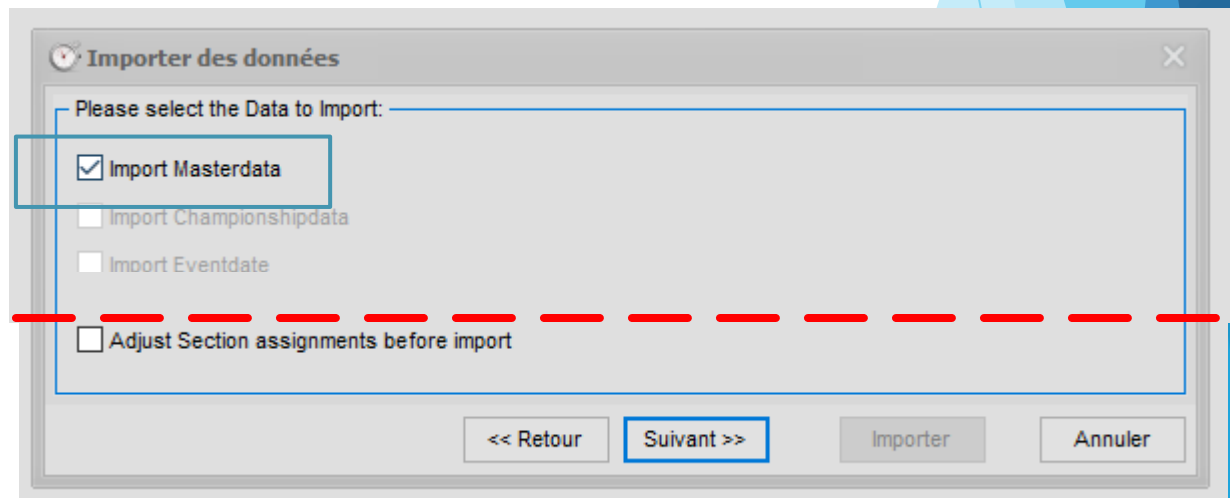 Importer des données
Please select the Data to Import:
Import Masterdata
Import Championshipdata
Import Eventdate
Adjust Section assignments before import
<< Retour
Suivant >>
Importer
Annuler